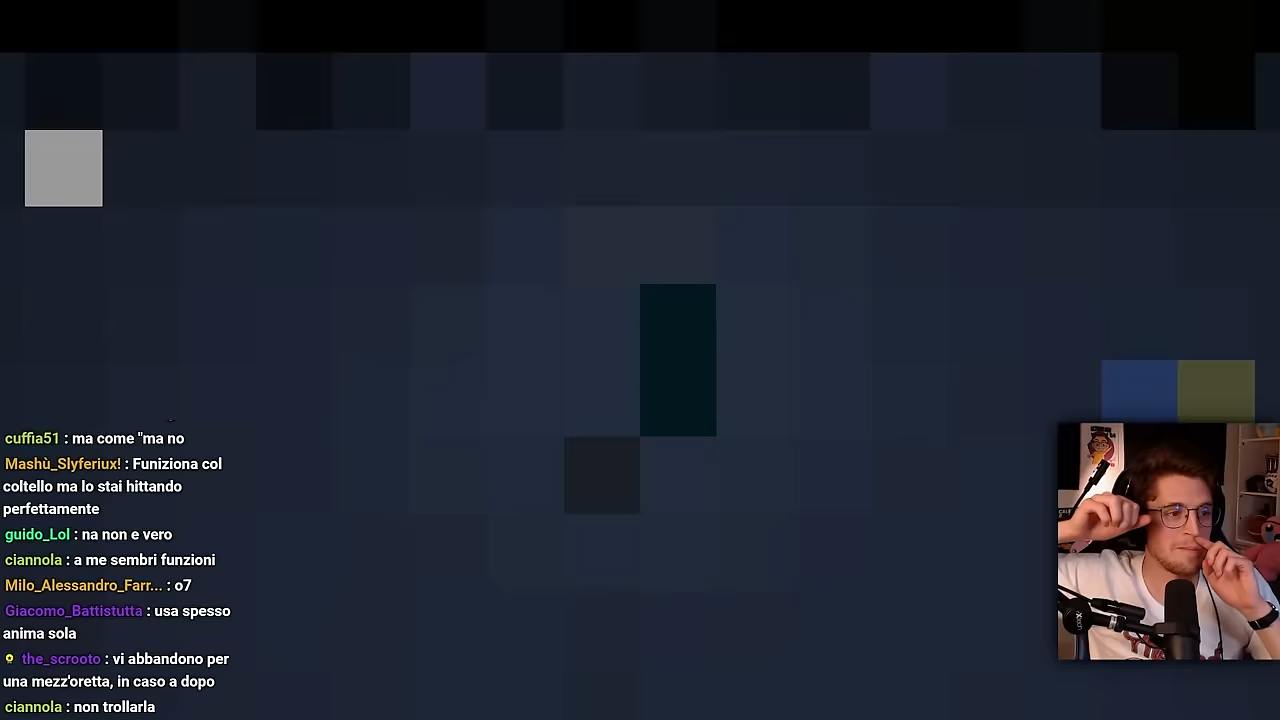 cuffia51 : ma come "ma no
Mashù_Slyferiux! : Funiziona col
coltello ma lo stai hittando
perfettamente
guido_Lol : na non e vero
ciannola : a me sembri funzioni
Milo_Alessandro_Farr... : o7
Giacomo_Battistutta : usa spesso
anima sola
the_scrooto : vi abbandono per
una mezz'oretta, in caso a dopo
ciannola : non trollarla